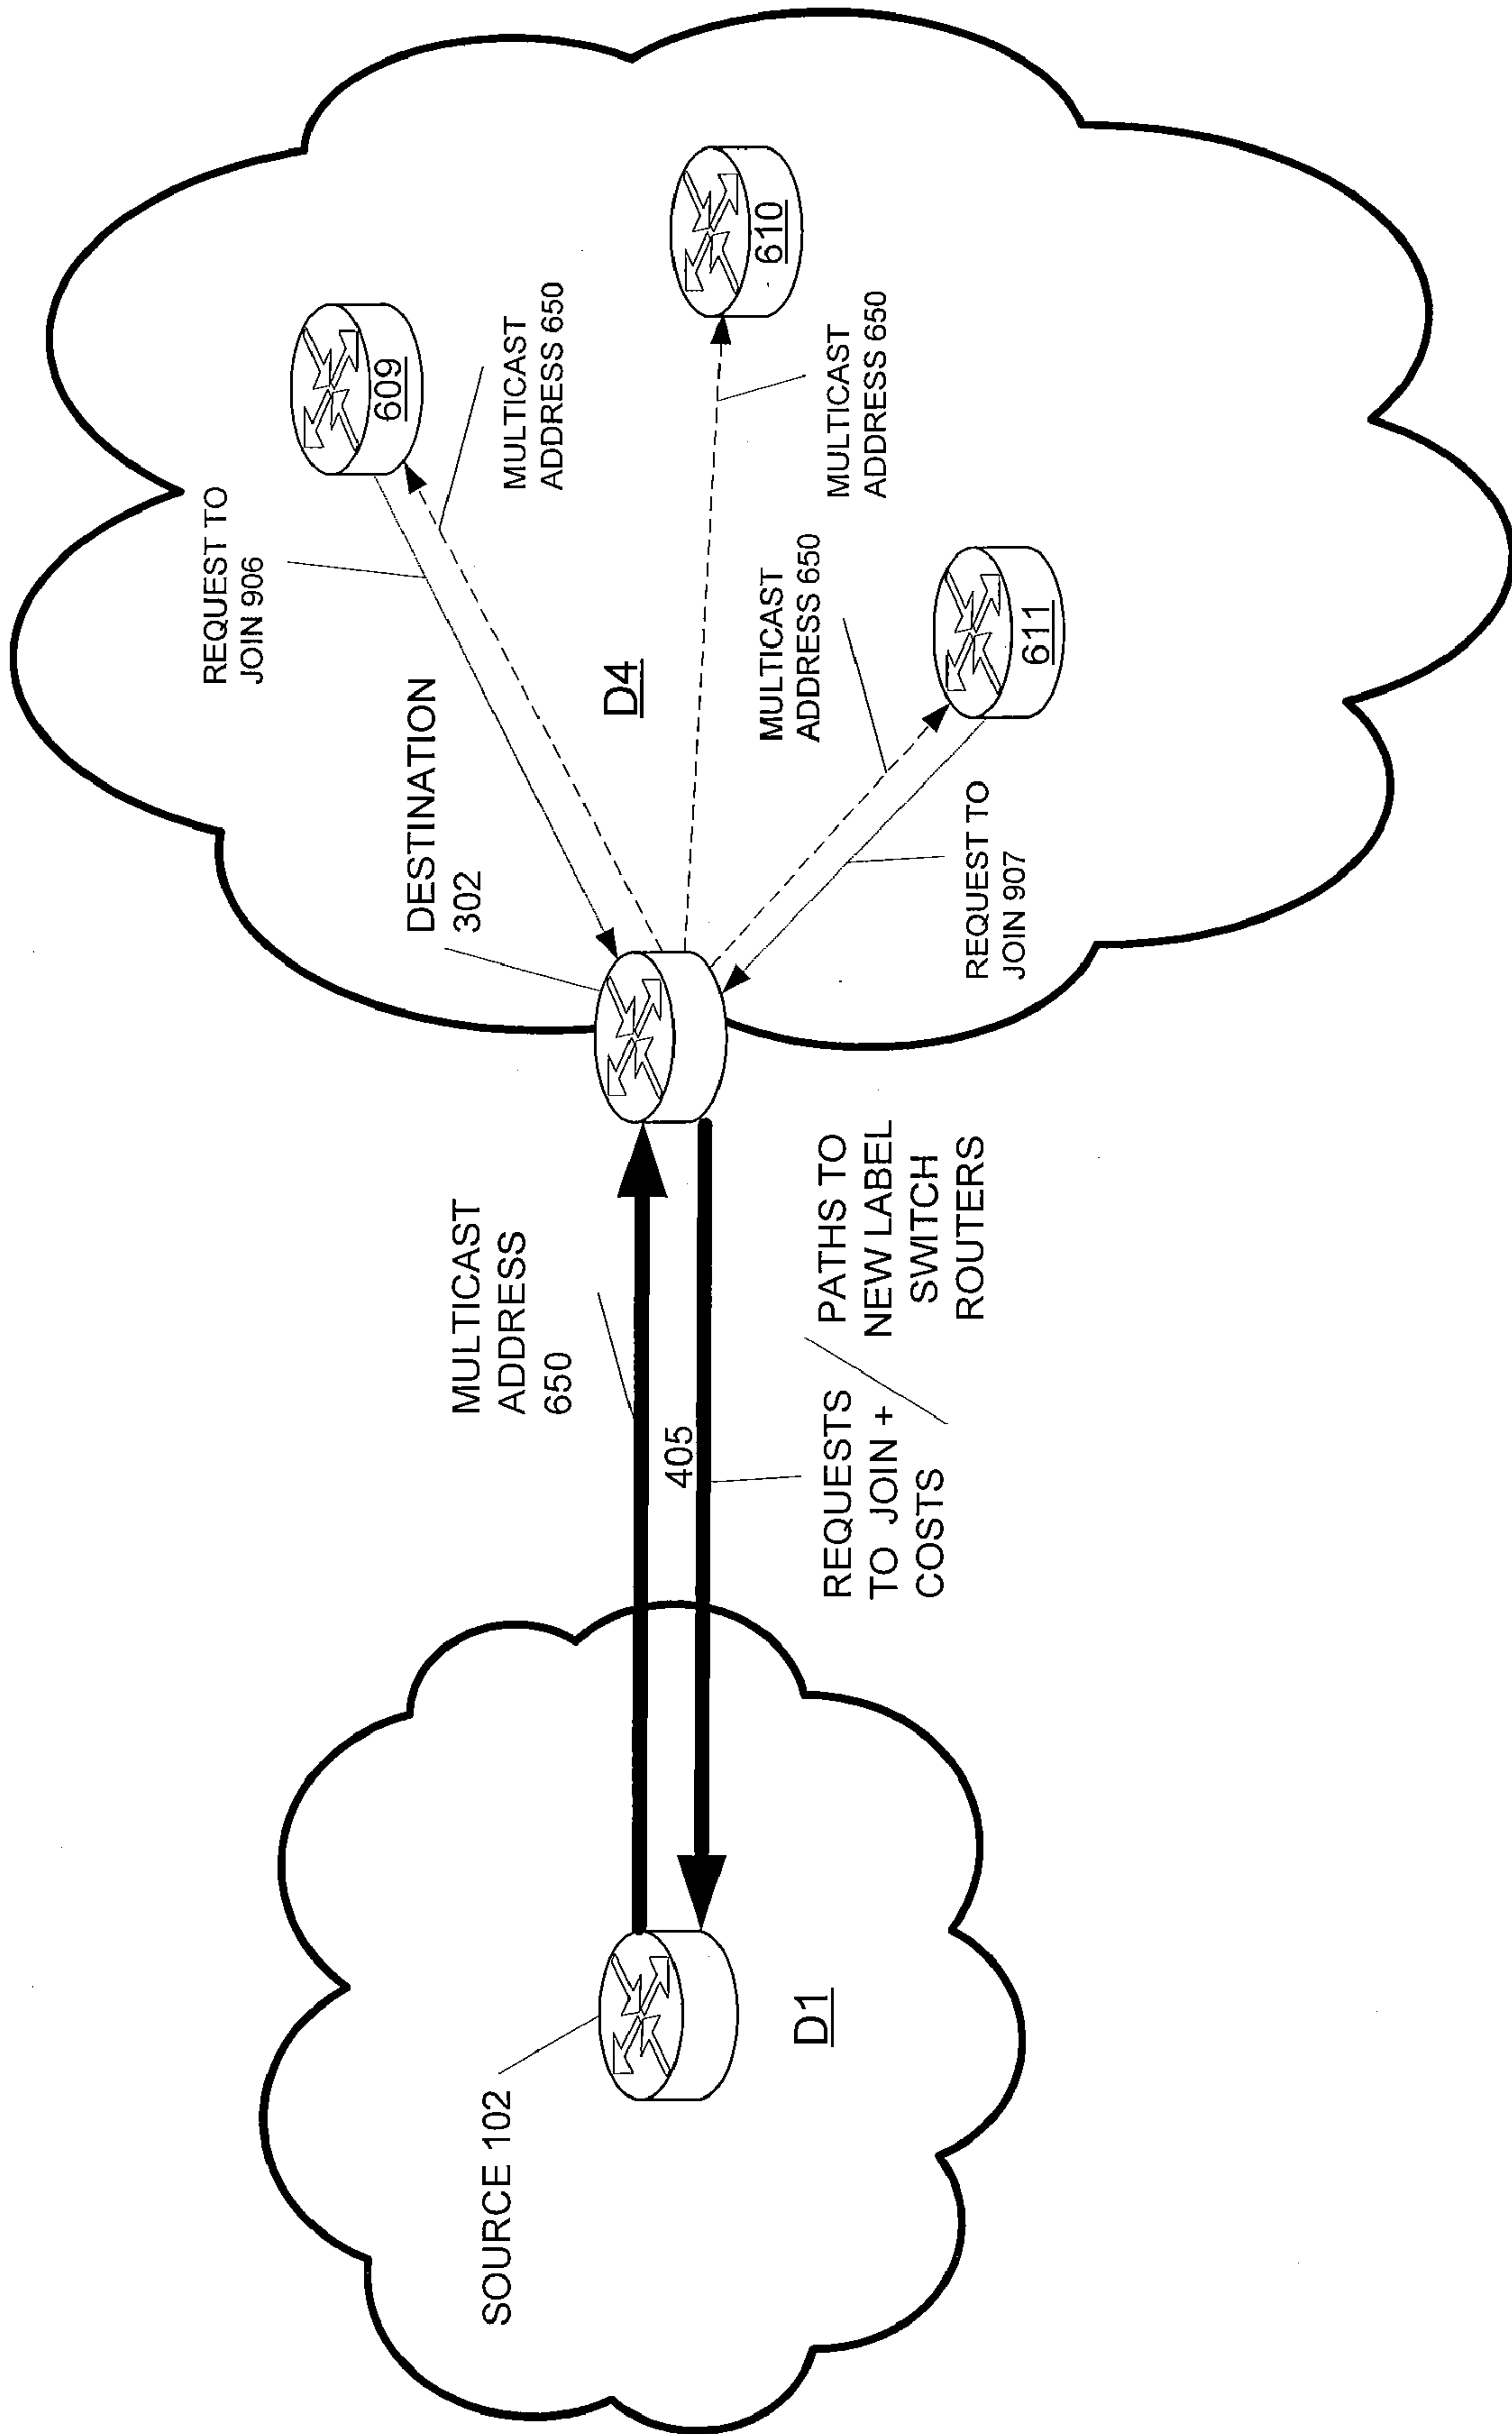 SOURCE 102
D1
MULTICAST
ADDRESS
650
405
REQUESTS
TO JOIN +
COSTS
PATHS TO
NEW LABEL
SWITCH
ROUTERS
DESTINATION
302
D4
REQUEST TO
JOIN 906
609
MULTICAST
ADDRESS 650
610
MULTICAST
ADDRESS 650
MULTICAST
ADDRESS 650
611
REQUEST TO
JOIN 907